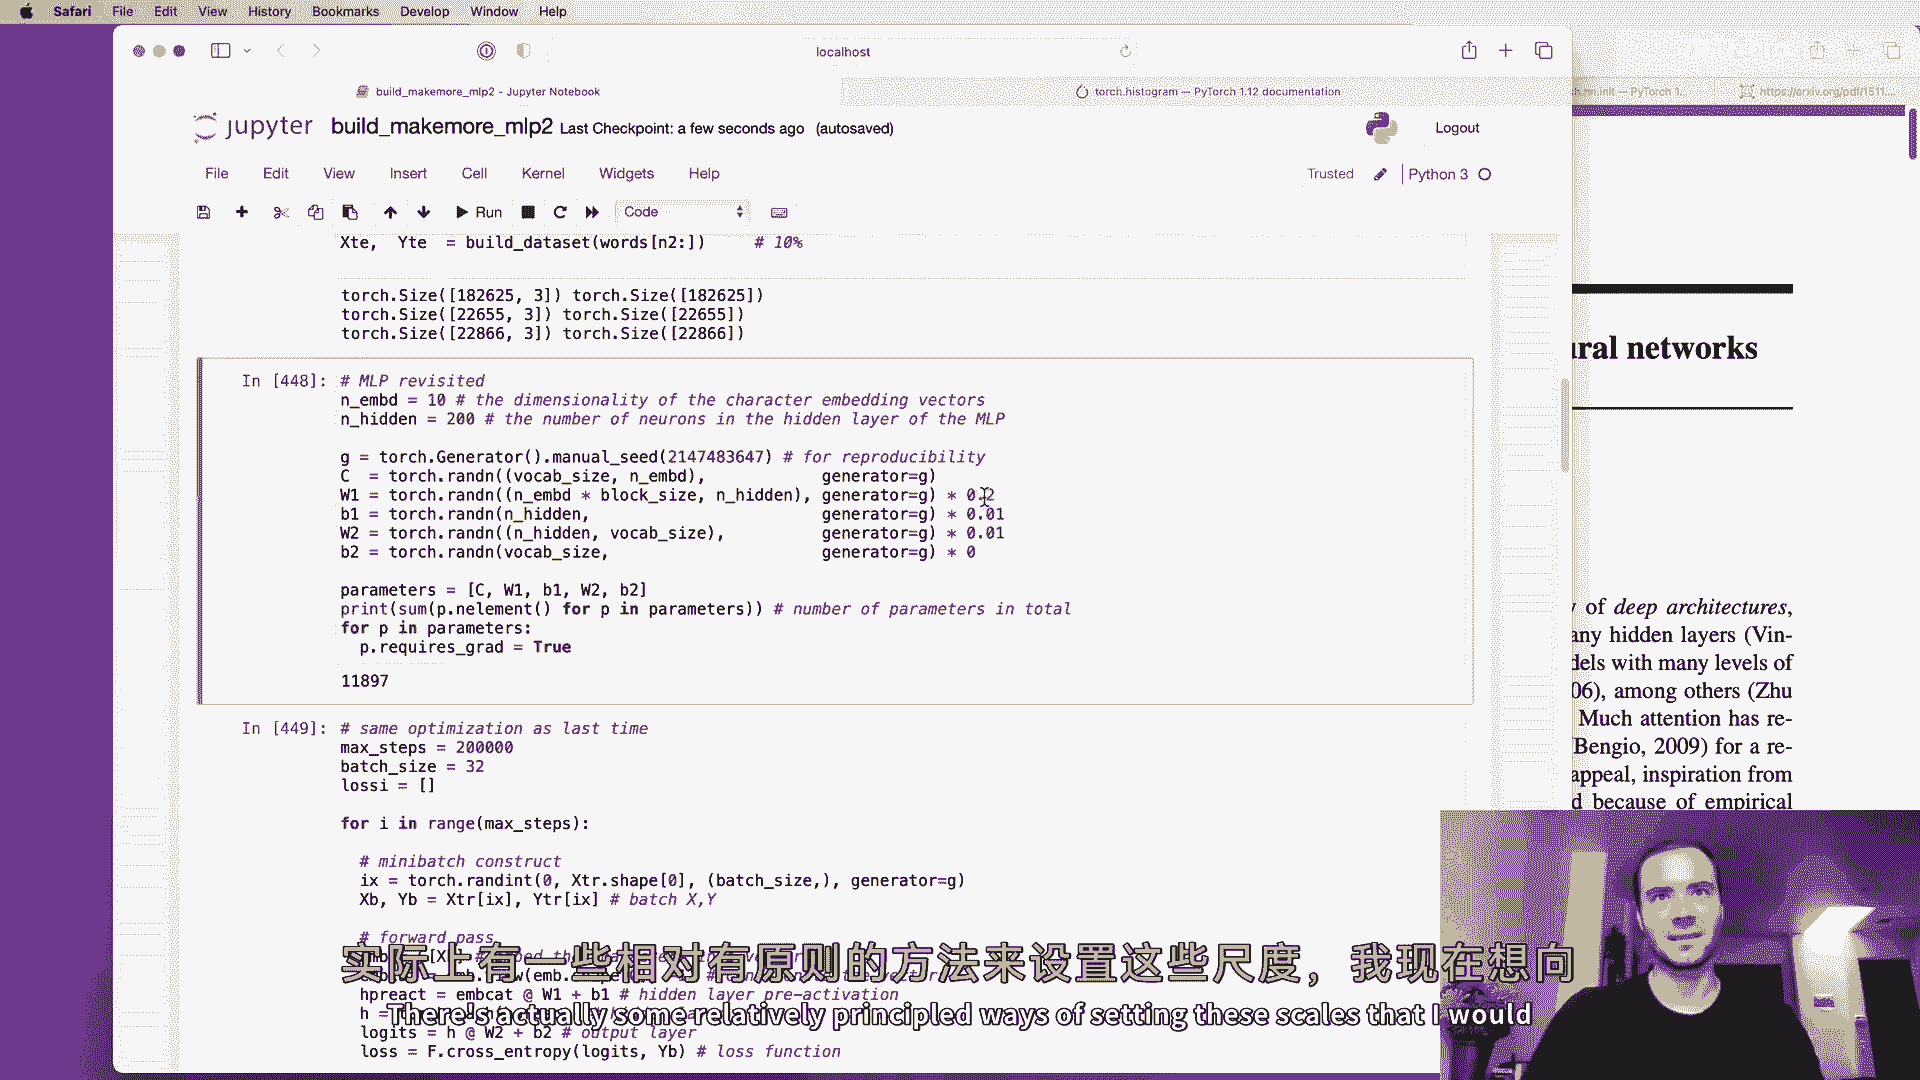 Safari File Edit View History Bookmarks Develop Window Help
localhost
build_makemore_mlp2 - Jupyter Notebook
torch.histogram — PyTorch 1.12 documentation
nn.init — PyTorch 1...
https://arxiv.org/pdf/1511....
jupyter build_makemore_mlp2 Last Checkpoint: a few seconds ago (autosaved)
Logout
File Edit View Insert Cell Kernel Widgets Help
Trusted Python 3
Run Code
Xte, Yte = build_dataset(words[n2:]) # 10%
torch.Size([182625, 3]) torch.Size([182625])
torch.Size([22655, 3]) torch.Size([22655])
torch.Size([22866, 3]) torch.Size([22866])
In [448]: # MLP revisited
n_embd = 10 # the dimensionality of the character embedding vectors
n_hidden = 200 # the number of neurons in the hidden layer of the MLP
g = torch.Generator().manual_seed(2147483647) # for reproducibility
C = torch.randn((vocab_size, n_embd), generator=g)
W1 = torch.randn((n_embd * block_size, n_hidden), generator=g) * 0.2
b1 = torch.randn(n_hidden, generator=g) * 0.01
W2 = torch.randn((n_hidden, vocab_size), generator=g) * 0.01
b2 = torch.randn(vocab_size, generator=g) * 0
parameters = [C, W1, b1, W2, b2]
print(sum(p.nelement() for p in parameters)) # number of parameters in total
for p in parameters:
p.requires_grad = True
11897
In [449]: # same optimization as last time
max_steps = 200000
batch_size = 32
lossi = []
for i in range(max_steps):
# minibatch construct
ix = torch.randint(0, Xtr.shape[0], (batch_size,), generator=g)
Xb, Yb = Xtr[ix], Ytr[ix] # batch X,Y
# forward pass
hpreact = embcat @ W1 + b1 # hidden layer pre-activation
logits = h @ W2 + b2 # output layer
loss = F.cross_entropy(logits, Yb) # loss function
ural networks
of deep architectures,
any hidden layers (Vin-
dels with many levels of
06), among others (Zhu
Much attention has re-
Bengio, 2009) for a re-
appeal, inspiration from
d because of empirical
实际上有一些相对有原则的方法来设置这些尺度，我现在想向
There's actually some relatively principled ways of setting these scales that I would